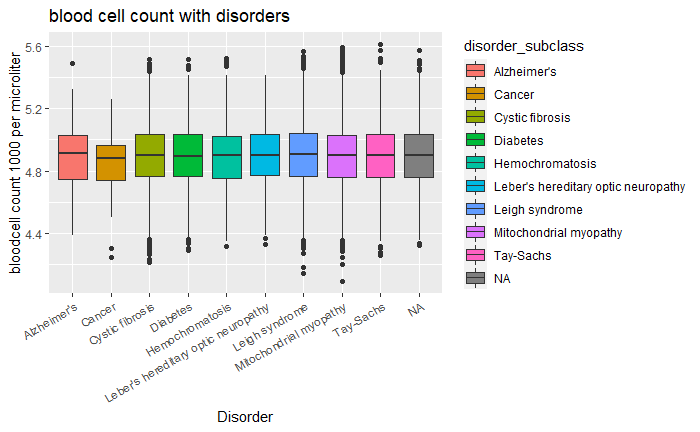 blood cell count with disorders
bloodcell count 1000 per microliter
5.6
5.2
4.8
4.4
Alzheimer's
Cancer
Cystic fibrosis
Diabetes
Hemochromatosis
Leber's hereditary optic neuropathy
Leigh syndrome
Mitochondrial myopathy
Tay-Sachs
NA
Disorder
disorder_subclass
Alzheimer's
Cancer
Cystic fibrosis
Diabetes
Hemochromatosis
Leber's hereditary optic neuropathy
Leigh syndrome
Mitochondrial myopathy
Tay-Sachs
NA